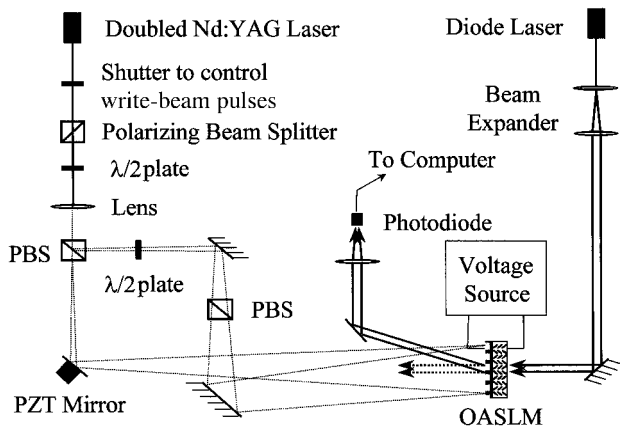 Doubled Nd:YAG Laser
Diode Laser
Shutter to control
write-beam pulses
Polarizing Beam Splitter
λ/2 plate
Lens
PBS
λ/2 plate
PBS
PZT Mirror
Beam
Expander
To Computer
Photodiode
Voltage
Source
OASLM